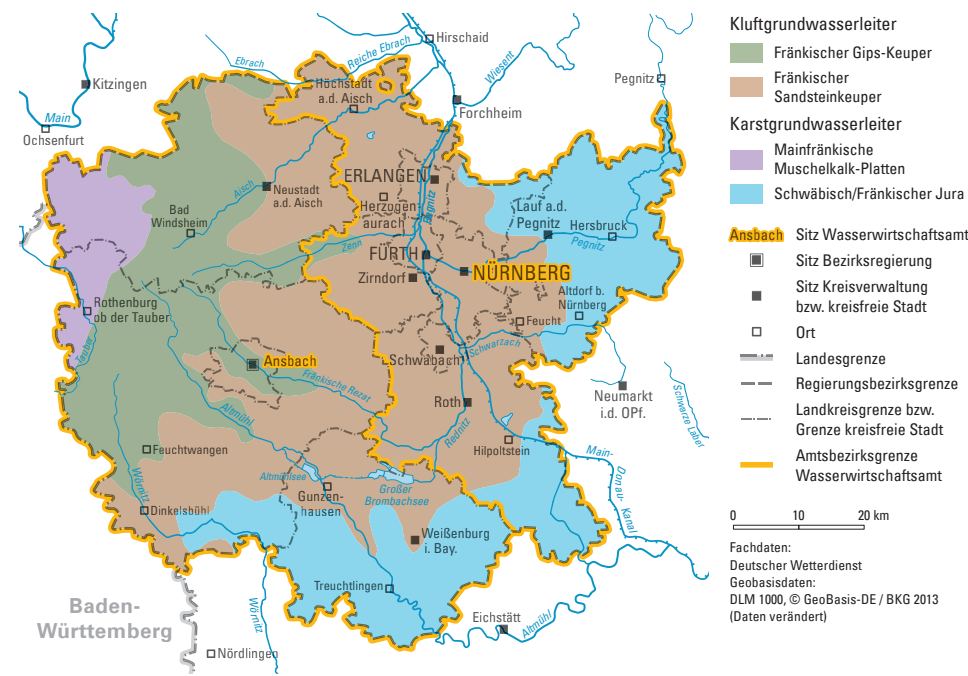 Hirschaid
Reiche Ebrach
Ebrach
Wiesent
Pegnitz
Kitzingen
Höchstadt
a.d. Aisch
Forchheim
Main
Ochsenfurt
ERLANGEN
Aisch
Neustadt
a.d. Aisch
Herzogen-
aurach
Regnitz
Lauf a.d.
Pegnitz
Hersbruck
Pegnitz
Bad
Windsheim
Zenn
FÜRTH
NÜRNBERG
Zirndorf
Altdorf b.
Nürnberg
Rothenburg
ob der Tauber
Feucht
Tauber
Schwabach
Schwarzach
Ansbach
Fränkische Rezat
Neumarkt
i.d. OPf.
Schwarze Laber
Altmühl
Roth
Rednitz
Feuchtwangen
Hilpoltstein
Main-
Donau-
Kanal
Wörnitz
Altmühlsee
Großer
Brombachsee
Gunzen-
hausen
Dinkelsbühl
Weißenburg
i. Bay.
Treuchtlingen
Baden-
Württemberg
Wörnitz
Eichstätt
Altmühl
Nördlingen
Kluftgrundwasserleiter
Fränkischer Gips-Keuper
Fränkischer
Sandsteinkeuper
Karstgrundwasserleiter
Mainfränkische
Muschelkalk-Platten
Schwäbisch/Fränkischer Jura
Ansbach Sitz Wasserwirtschaftsamt
Sitz Bezirksregierung
Sitz Kreisverwaltung
bzw. kreisfreie Stadt
Ort
Landesgrenze
Regierungsbezirksgrenze
Landkreisgrenze bzw.
Grenze kreisfreie Stadt
Amtsbezirksgrenze
Wasserwirtschaftsamt
0 10 20 km
Fachdaten:
Deutscher Wetterdienst
Geobasisdaten:
DLM 1000, © GeoBasis-DE / BKG 2013
(Daten verändert)